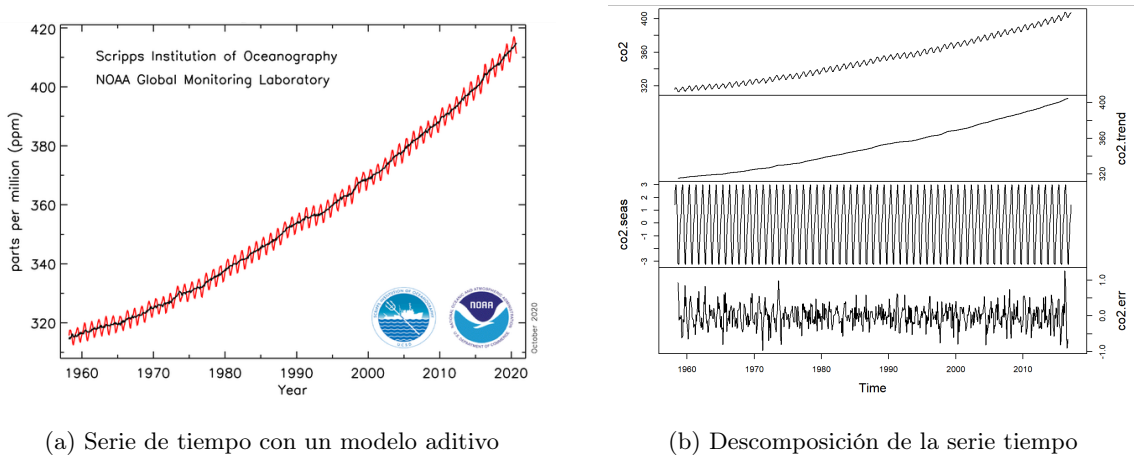 420
400
380
360
340
320
parts per million (ppm)
Scripps Institution of Oceanography
NOAA Global Monitoring Laboratory
NOAA
October 2020
1960 1970 1980 1990 2000 2010 2020
Year
(a) Serie de tiempo con un modelo aditivo
co2
320 360 400
co2.trend
320 360 400
co2.seas
-3 -1 0 1 2 3
co2.err
-1.0 0.0 1.0
1960 1970 1980 1990 2000 2010
Time
(b) Descomposición de la serie tiempo